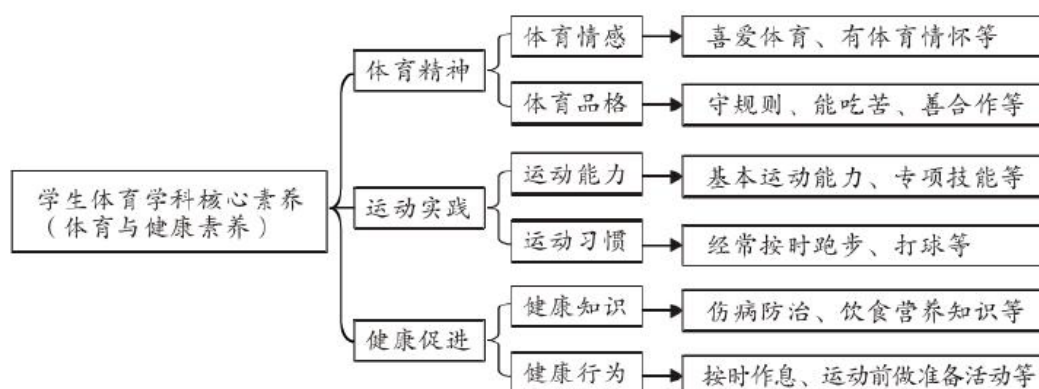 体育情感
喜爱体育、有体育情怀等
体育精神
体育品格
守规则、能吃苦、善合作等
学生体育学科核心素养
（体育与健康素养）
运动能力
基本运动能力、专项技能等
运动实践
运动习惯
经常按时跑步、打球等
健康知识
伤病防治、饮食营养知识等
健康促进
健康行为
按时作息、运动前做准备活动等